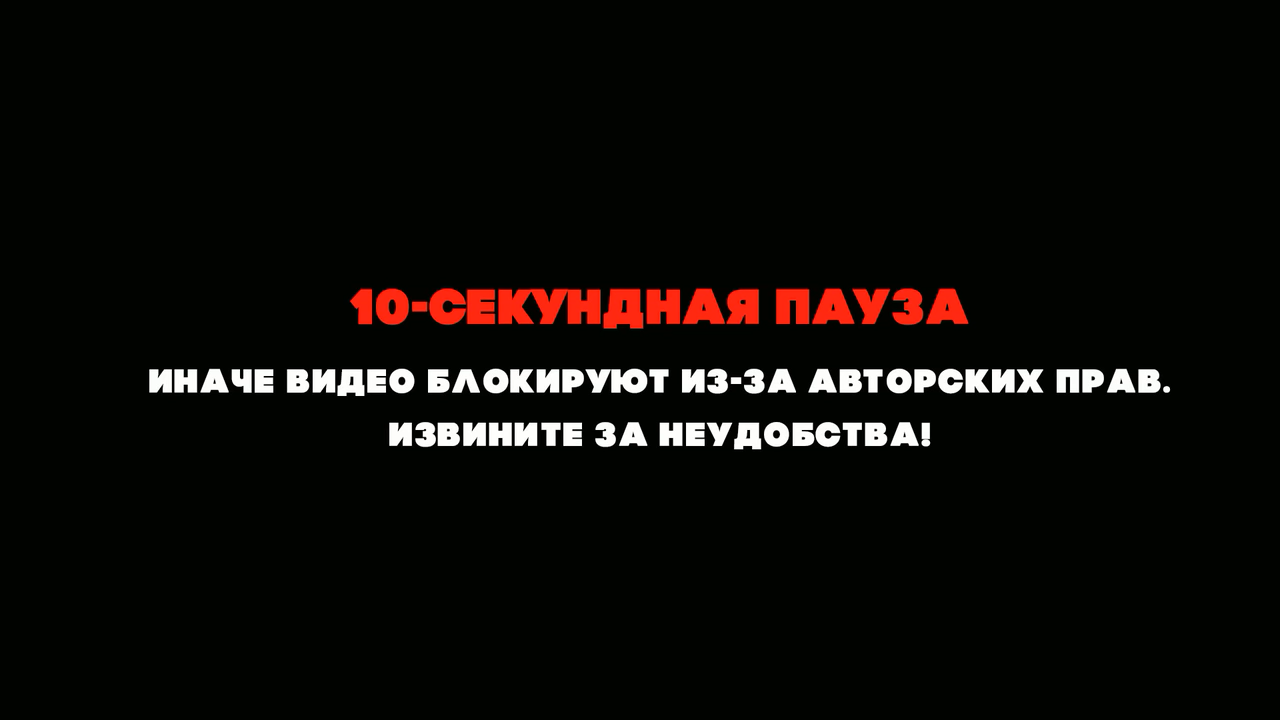 10-СЕКУНДНАЯ ПАУЗА
ИНАЧЕ ВИДЕО БЛОКИРУЮТ ИЗ-ЗА АВТОРСКИХ ПРАВ.
ИЗВИНИТЕ ЗА НЕУДОБСТВА!